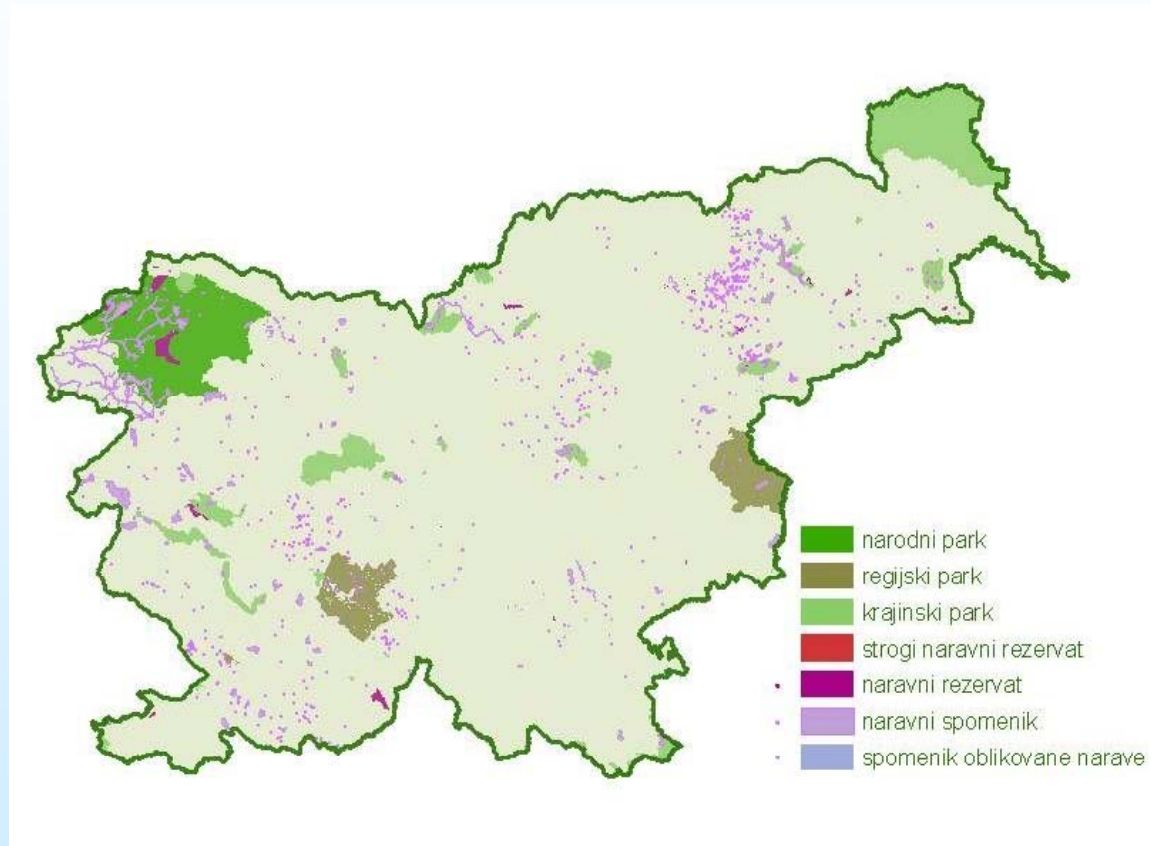 narodni park
regijski park
krajinski park
strogi naravni rezervat
naravni rezervat
naravni spomenik
spomenik oblikovane narave